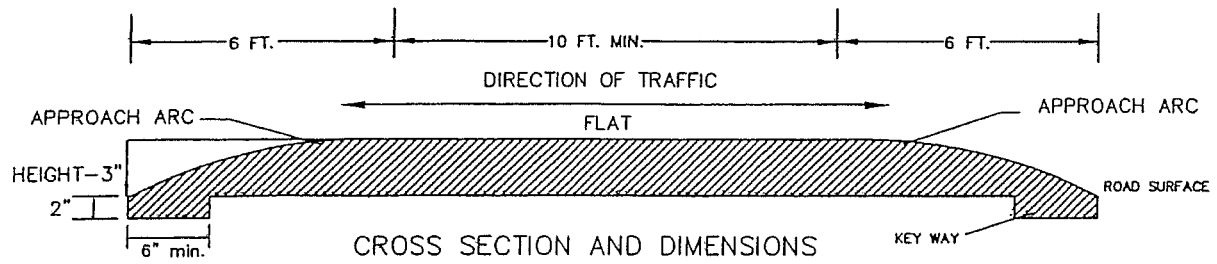 6 FT. 10 FT. MIN. 6 FT.
DIRECTION OF TRAFFIC
APPROACH ARC APPROACH ARC
FLAT
HEIGHT-3"
ROAD SURFACE
2"
KEY WAY
6" min.
CROSS SECTION AND DIMENSIONS